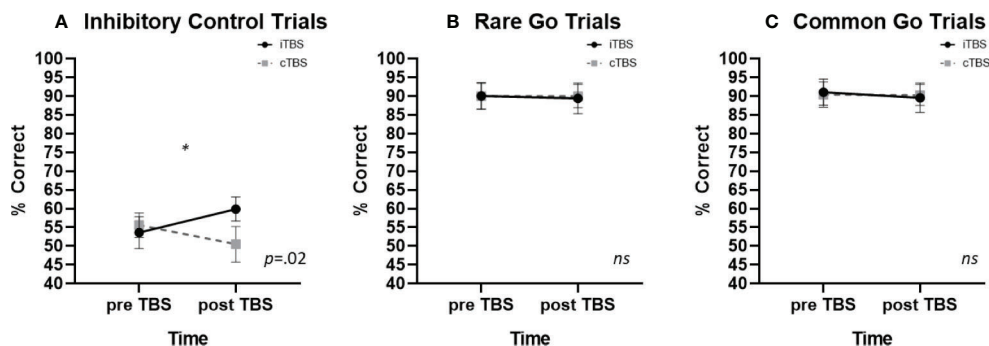 A Inhibitory Control Trials
iTBS
cTBS
% Correct
100
95
90
85
80
75
70
65
60
55
50
45
40
*
p=.02
pre TBS post TBS
Time
B Rare Go Trials
iTBS
cTBS
% Correct
100
95
90
85
80
75
70
65
60
55
50
45
40
ns
pre TBS post TBS
Time
C Common Go Trials
iTBS
cTBS
% Correct
100
95
90
85
80
75
70
65
60
55
50
45
40
ns
pre TBS post TBS
Time